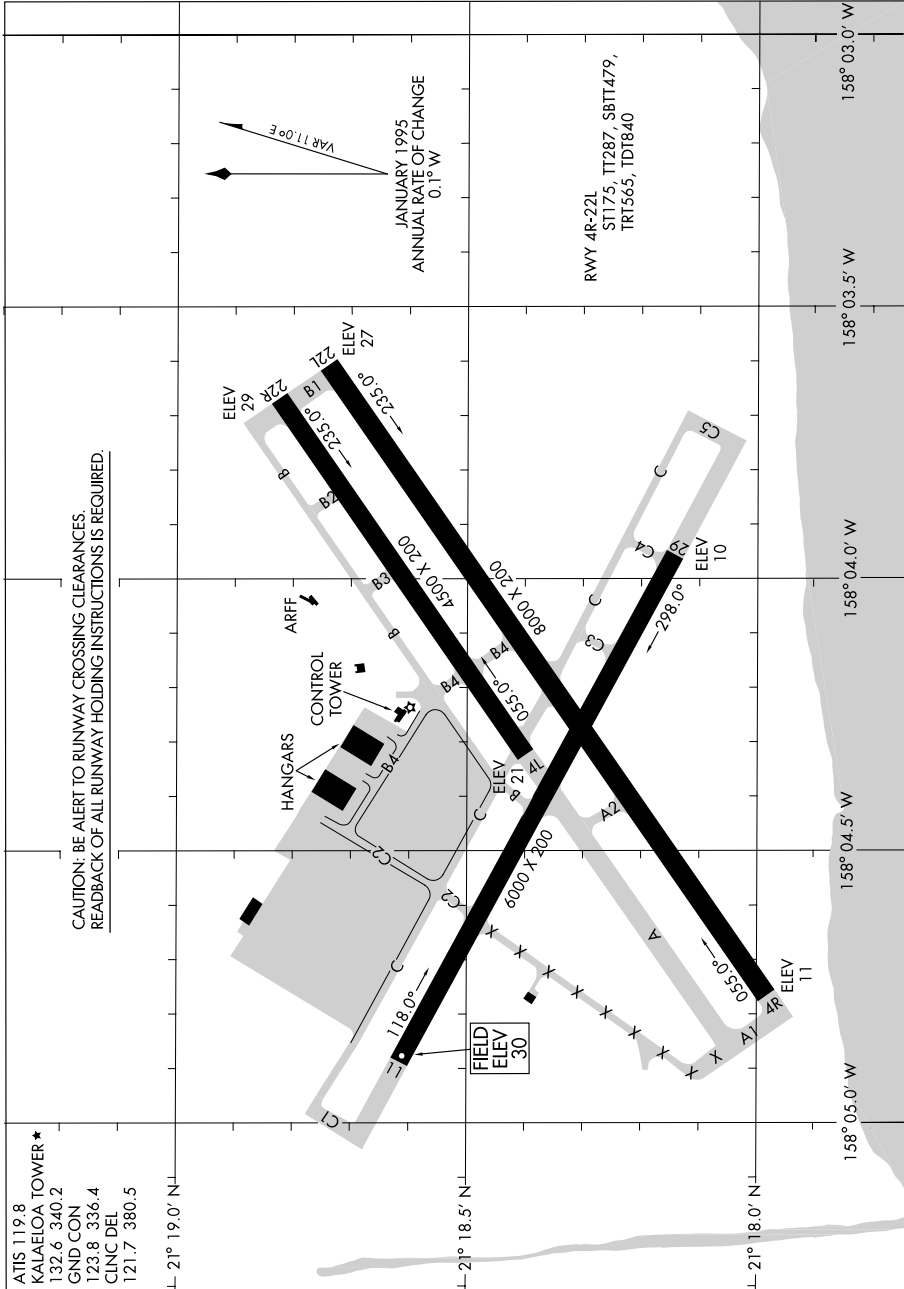 ATIS 119.8
KALAELOA TOWER ★
132.6 340.2
GND CON
123.8 336.4
CLNC DEL
121.7 380.5
CAUTION: BE ALERT TO RUNWAY CROSSING CLEARANCES.
READBACK OF ALL RUNWAY HOLDING INSTRUCTIONS IS REQUIRED.
VAR 11.0° E
JANUARY 1995
ANNUAL RATE OF CHANGE
0.1° W
RWY 4R-22L
ST175, TT287, SBTT479,
TRT565, TDT840
21° 19.0' N
21° 18.5' N
21° 18.0' N
158° 05.0' W
158° 04.5' W
158° 04.0' W
158° 03.5' W
158° 03.0' W
ELEV
29
22R
B1
22L
ELEV
27
235.0°
235.0°
B
B2
B3
B
ARFF
4500 X 200
8000 X 200
HANGARS
CONTROL
TOWER
B4
B4
B4
055.0°
ELEV
21
4L
B
C
C2
C2
C
118.0°
11
C1
FIELD
ELEV
30
6000 X 200
A2
A
X
X
X
X
X
X
X
X
X
A1
055.0°
4R
ELEV
11
C3
C
C4
C
C5
29
ELEV
10
298.0°